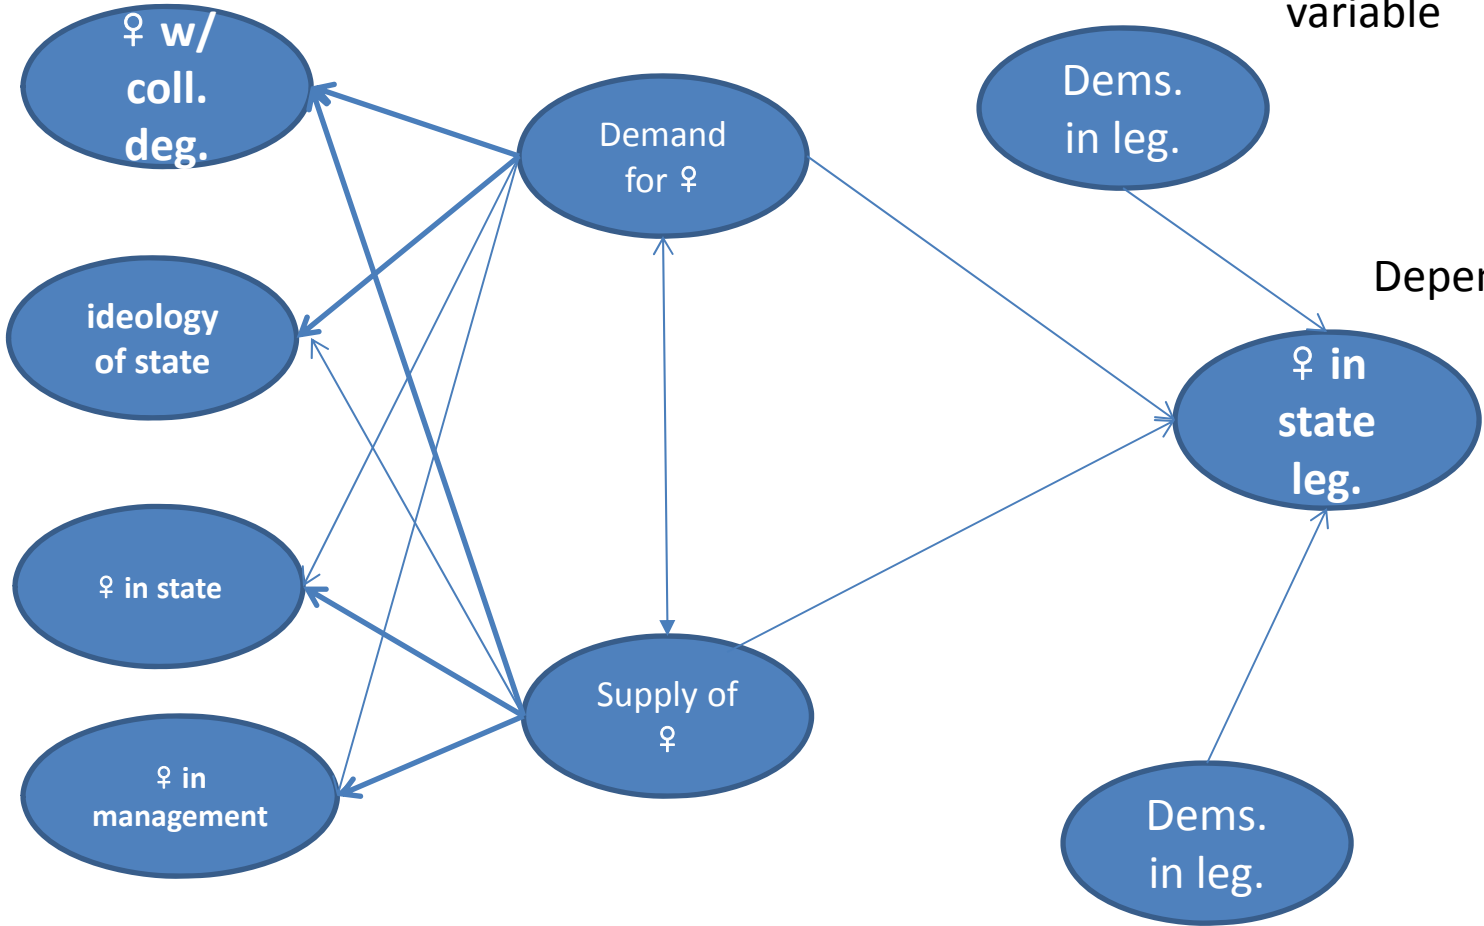 ♀ w/
coll.
deg.
ideology
of state
♀ in state
♀ in
management
Demand
for ♀
Supply of
♀
variable
Dems.
in leg.
Depen
♀ in
state
leg.
Dems.
in leg.